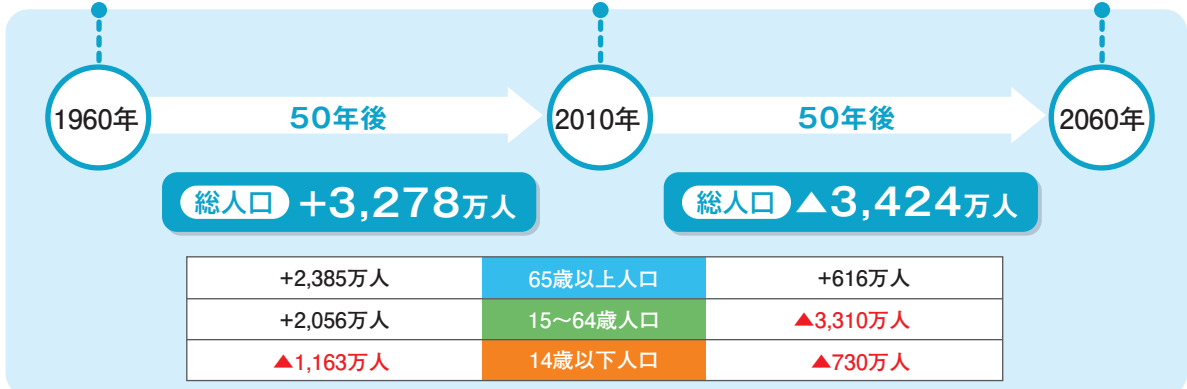 1960年 50年後 2010年 50年後 2060年
総人口 +3,278万人 総人口 ▲3,424万人
+2,385万人 65歳以上人口 +616万人
+2,056万人 15～64歳人口 ▲3,310万人
▲1,163万人 14歳以下人口 ▲730万人